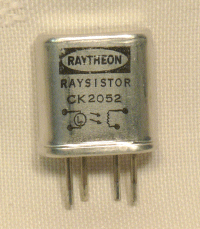 RAYTHEON
RAYSISTOR
CK2052
L